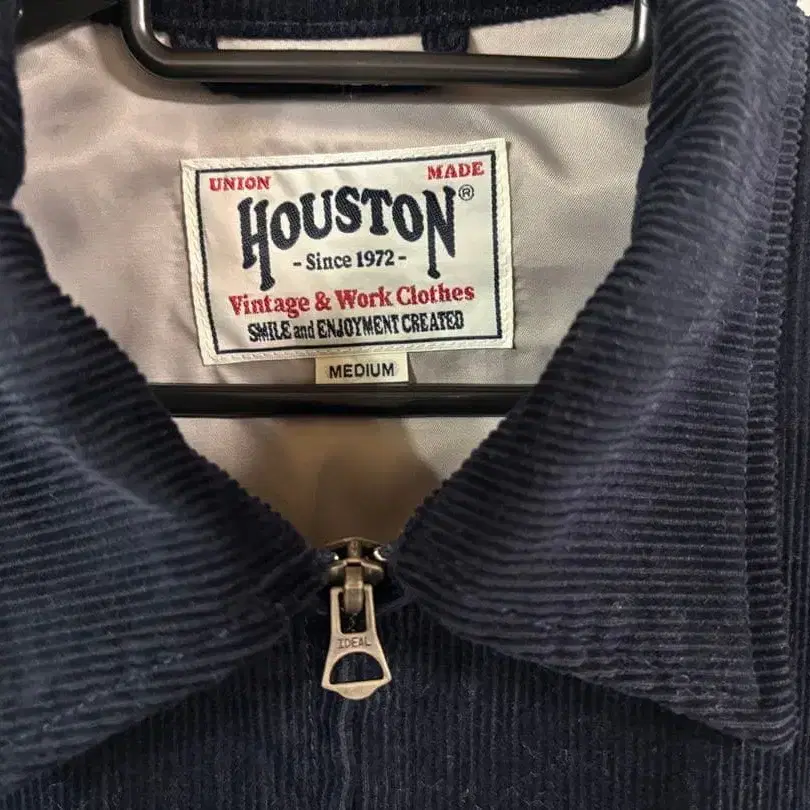 UNION MADE
HOUSTON®
- Since 1972 -
Vintage & Work Clothes
SMILE and ENJOYMENT CREATED
MEDIUM
IDEAL